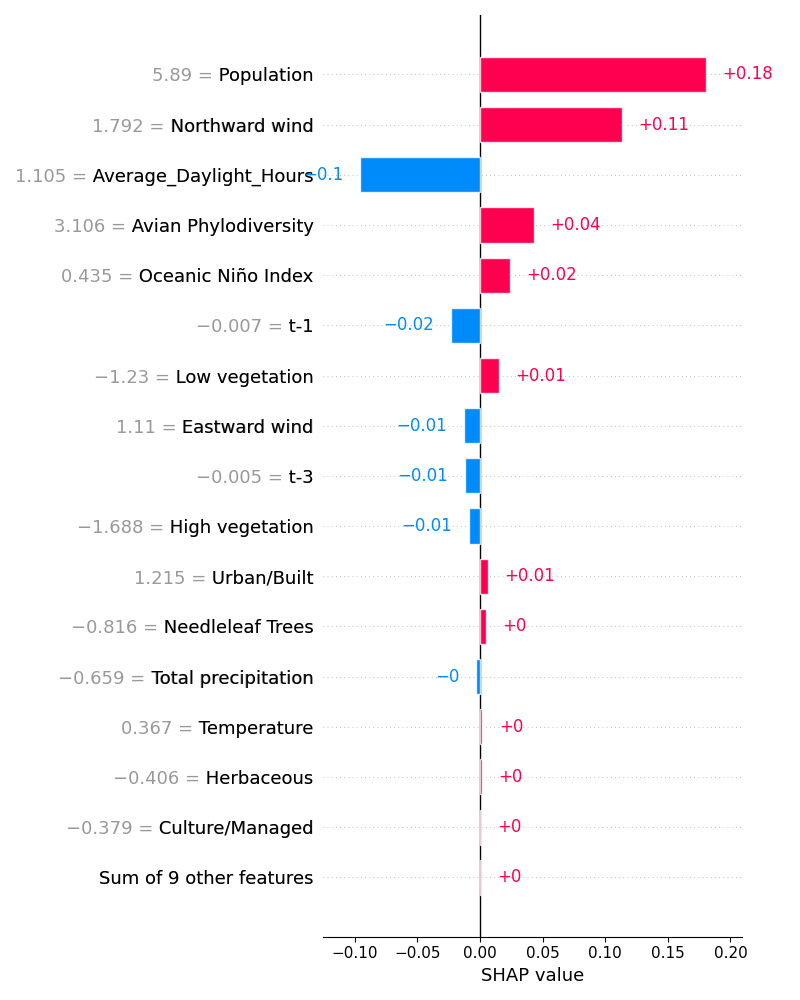 5.89 = Population +0.18
1.792 = Northward wind +0.11
1.105 = Average_Daylight_Hours −0.1
3.106 = Avian Phylodiversity +0.04
0.435 = Oceanic Niño Index +0.02
−0.007 = t-1 −0.02
−1.23 = Low vegetation +0.01
1.11 = Eastward wind −0.01
−0.005 = t-3 −0.01
−1.688 = High vegetation −0.01
1.215 = Urban/Built +0.01
−0.816 = Needleleaf Trees +0
−0.659 = Total precipitation −0
0.367 = Temperature +0
−0.406 = Herbaceous +0
−0.379 = Culture/Managed +0
Sum of 9 other features +0
−0.10 −0.05 0.00 0.05 0.10 0.15 0.20
SHAP value